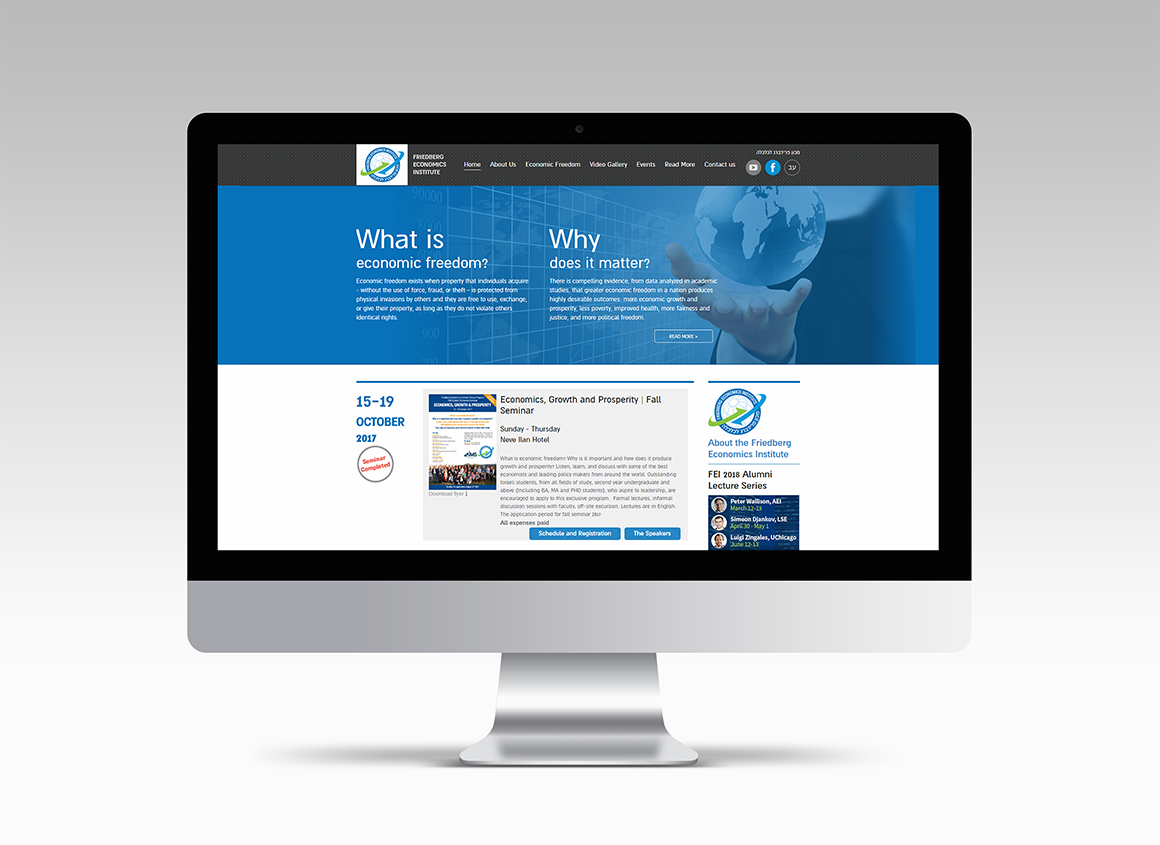 FRIEDBERG
ECONOMICS
INSTITUTE
Home About Us Economic Freedom Video Gallery Events Read More Contact us
מכון פרידברג לכלכלה
עב
What is
economic freedom?
Economic freedom exists when property that individuals acquire
- without the use of force, fraud, or theft - is protected from
physical invasions by others and they are free to use, exchange,
or give their property, as long as they do not violate others
identical rights.
Why
does it matter?
There is compelling evidence, from data analyzed in academic
studies, that greater economic freedom in a nation produces
highly desirable outcomes: more economic growth and
prosperity, less poverty, improved health, more fairness and
justice, and more political freedom.
READ MORE >
90000
900
700
15-19
OCTOBER
2017
Seminar
Completed
ECONOMICS, GROWTH & PROSPERITY
Download flyer
Economics, Growth and Prosperity | Fall
Seminar
Sunday - Thursday
Neve Ilan Hotel
What is economic freedom? Why is it important and how does it produce
growth and prosperity? Listen, learn, and discuss with some of the best
economists and leading policy makers from around the world. Outstanding
Israeli students, from all fields of study, second year undergraduate and
above (including BA, MA and PHD students), who aspire to leadership, are
encouraged to apply to this exclusive program. Formal lectures, informal
discussion sessions with faculty, off-site excursion. Lectures are in English.
The application period for fall seminar 2017
All expenses paid
Schedule and Registration
The Speakers
About the Friedberg
Economics Institute
FEI 2018 Alumni
Lecture Series
Peter Wallison, AEI
March 12-13
Simeon Djankov, LSE
April 30 - May 1
Luigi Zingales, UChicago
June 12-13